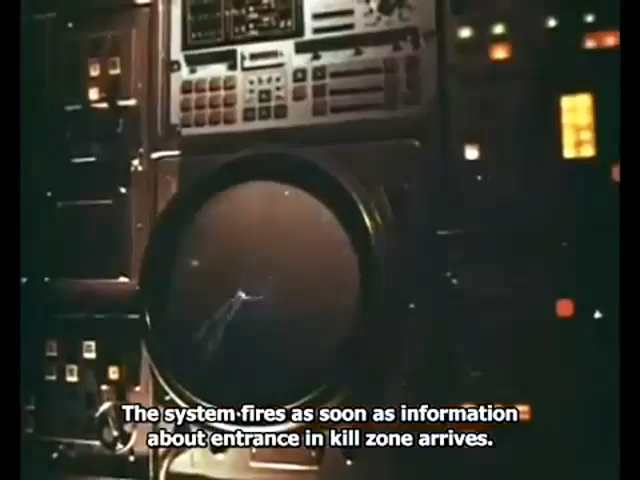 The system fires as soon as information
about entrance in kill zone arrives.